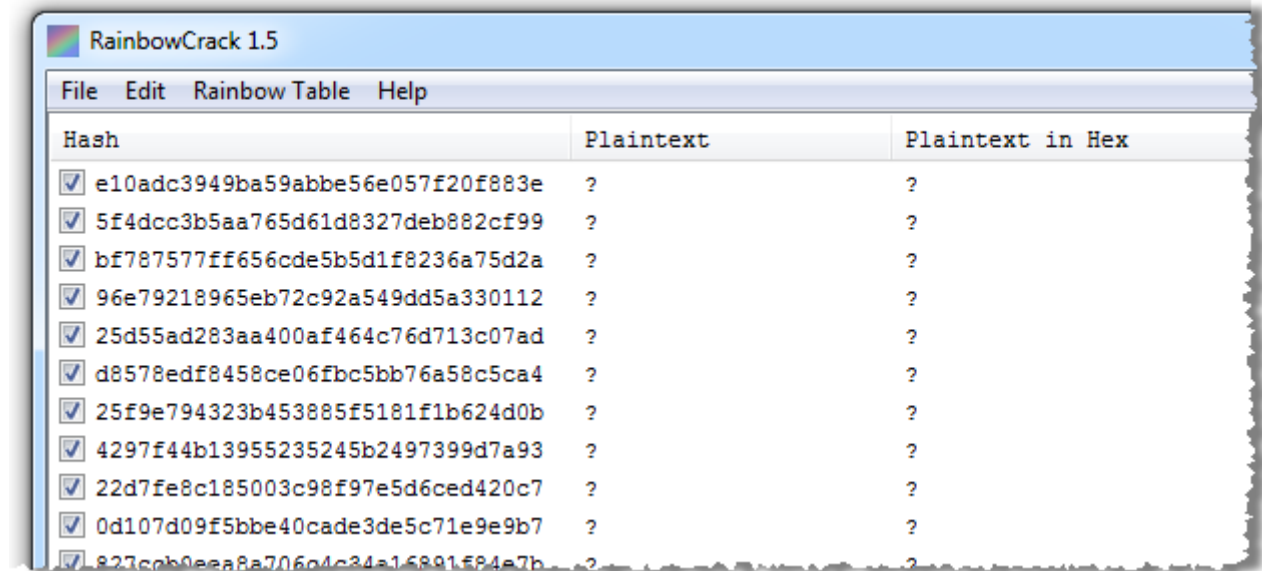 RainbowCrack 1.5
File Edit Rainbow Table Help
Hash Plaintext Plaintext in Hex
e10adc3949ba59abbe56e057f20f883e ? ?
5f4dcc3b5aa765d61d8327deb882cf99 ? ?
bf787577ff656cde5b5d1f8236a75d2a ? ?
96e79218965eb72c92a549dd5a330112 ? ?
25d55ad283aa400af464c76d713c07ad ? ?
d8578edf8458ce06fbc5bb76a58c5ca4 ? ?
25f9e794323b453885f5181f1b624d0b ? ?
4297f44b13955235245b2497399d7a93 ? ?
22d7fe8c185003c98f97e5d6ced420c7 ? ?
0d107d09f5bbe40cade3de5c71e9e9b7 ? ?
? ?